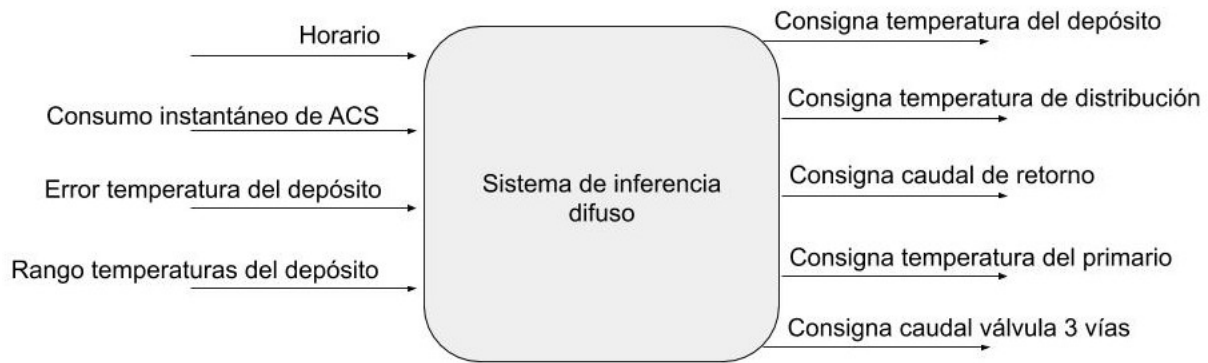 Horario
Consumo instantáneo de ACS
Error temperatura del depósito
Rango temperaturas del depósito
Sistema de inferencia
difuso
Consigna temperatura del depósito
Consigna temperatura de distribución
Consigna caudal de retorno
Consigna temperatura del primario
Consigna caudal válvula 3 vías